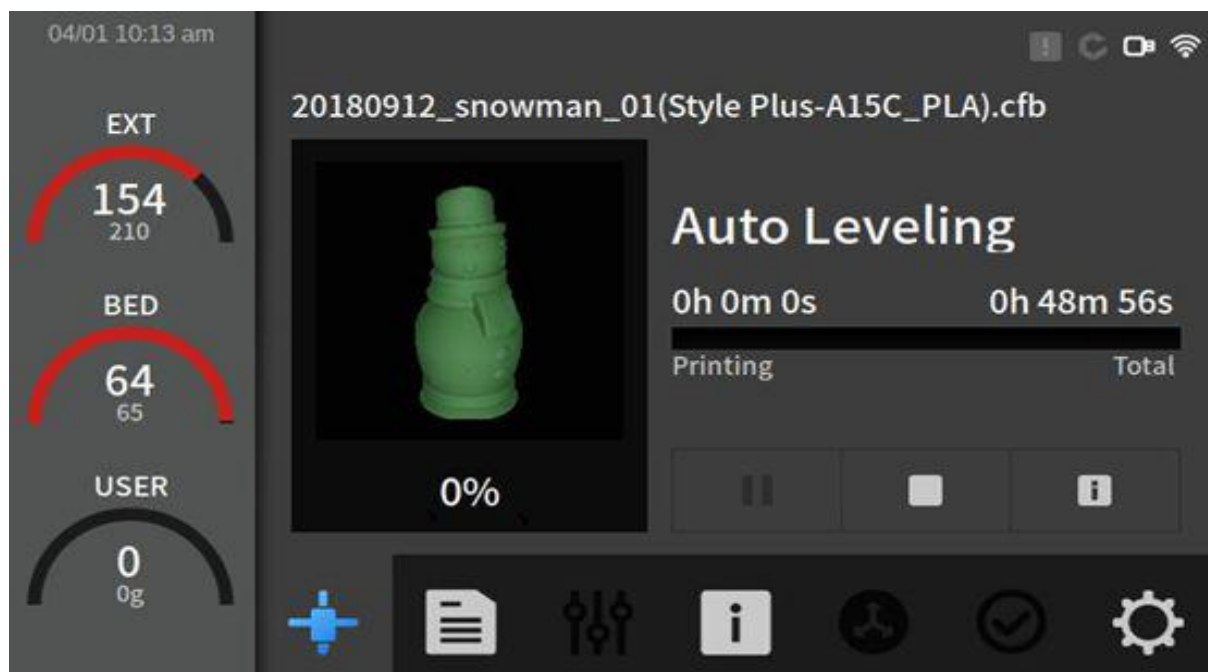 04/01 10:13 am
EXT
154
210
BED
64
65
USER
0
0g
20180912_snowman_01(Style Plus-A15C_PLA).cfb
0%
Auto Leveling
0h 0m 0s 0h 48m 56s
Printing Total